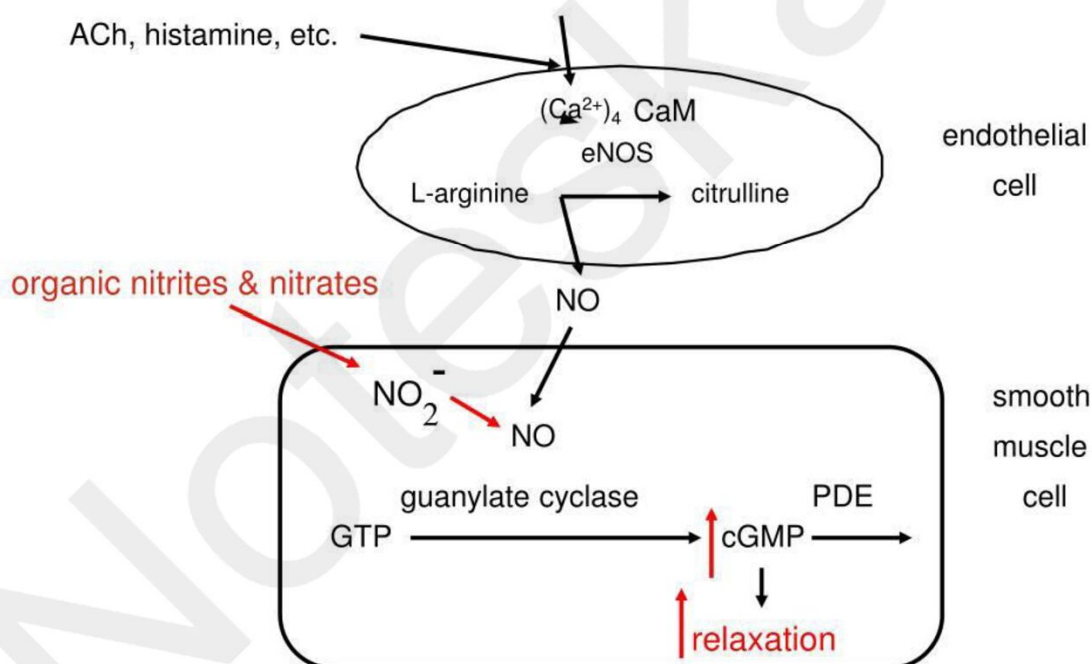 ACh, histamine, etc.
(Ca²⁺)₄ CaM
eNOS
L-arginine
citrulline
endothelial
cell
organic nitrites & nitrates
NO
NO₂⁻
NO
smooth
muscle
cell
guanylate cyclase
PDE
GTP
cGMP
relaxation